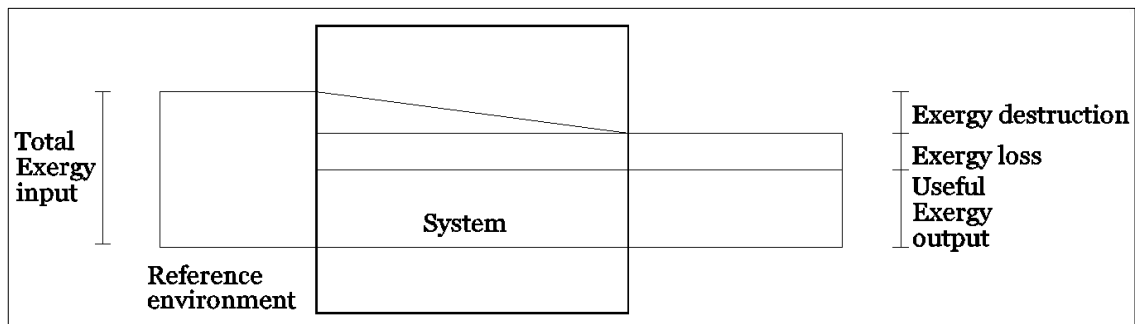 Total
Exergy
input
Reference
environment
System
Exergy destruction
Exergy loss
Useful
Exergy
output